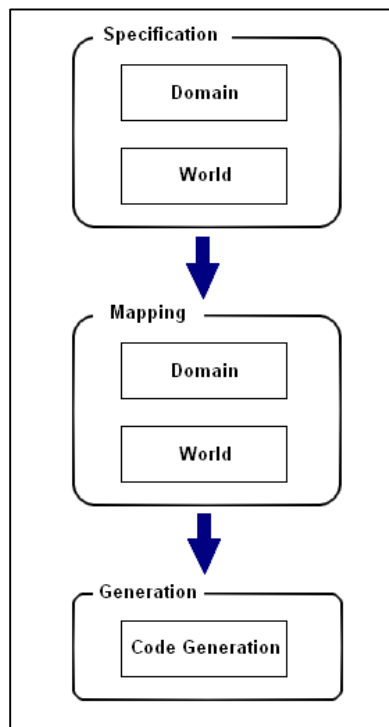 Specification
Domain
World
Mapping
Domain
World
Generation
Code Generation